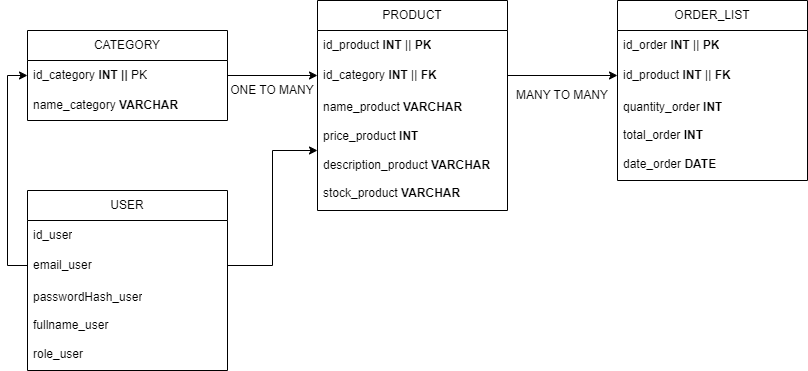 CATEGORY
id_category INT || PK
name_category VARCHAR
ONE TO MANY
PRODUCT
id_product INT || PK
id_category INT || FK
name_product VARCHAR
price_product INT
description_product VARCHAR
stock_product VARCHAR
MANY TO MANY
ORDER_LIST
id_order INT || PK
id_product INT || FK
quantity_order INT
total_order INT
date_order DATE
USER
id_user
email_user
passwordHash_user
fullname_user
role_user